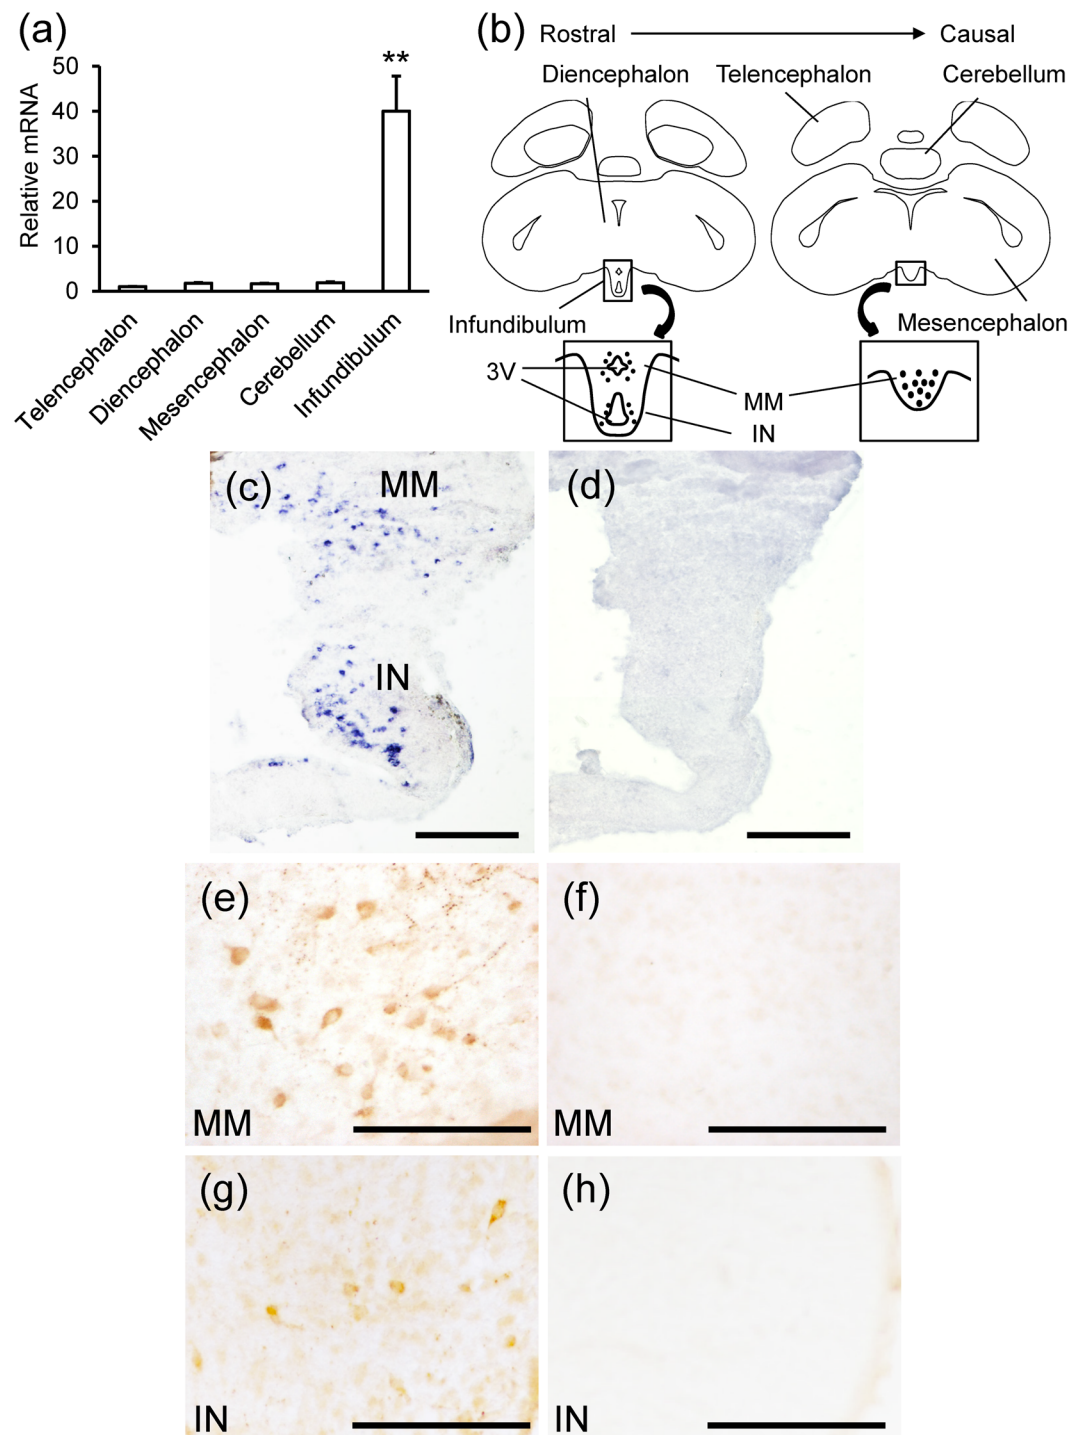 (a)
50
40
30
20
10
0
Relative mRNA
**
Telencephalon
Diencephalon
Mesencephalon
Cerebellum
Infundibulum
(b)
Rostral
Causal
Diencephalon
Telencephalon
Cerebellum
Infundibulum
Mesencephalon
3V
MM
IN
(c)
MM
IN
(d)
(e)
MM
(f)
MM
(g)
IN
(h)
IN